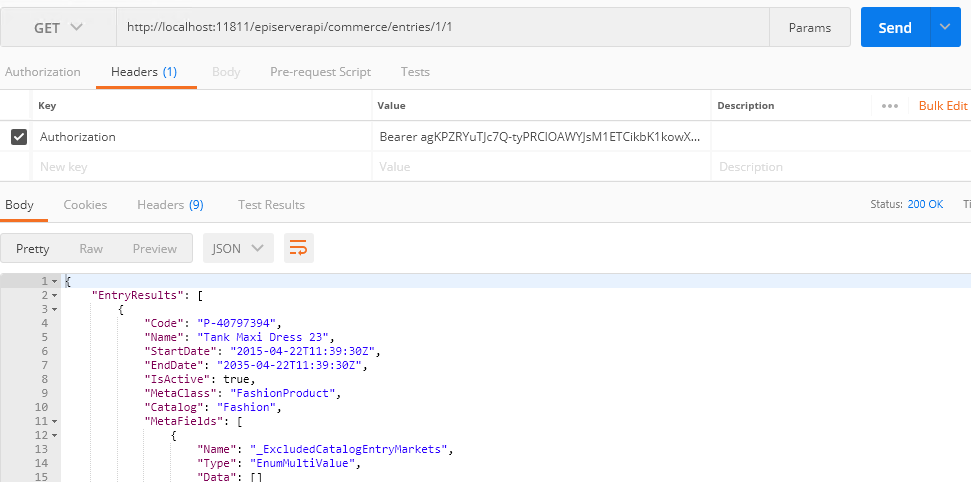 GET http://localhost:11811/episerverapi/commerce/entries/1/1 Params Send
Authorization Headers (1) Body Pre-request Script Tests
Key Value Description ••• Bulk Edit
Authorization Bearer agKPZRYuTJc7Q-tyPRClOAWYJsM1ETCikbK1kowX...
New key Value Description
Body Cookies Headers (9) Test Results Status: 200 OK Ti
Pretty Raw Preview JSON
1 {
2 "EntryResults": [
3 {
4 "Code": "P-40797394",
5 "Name": "Tank Maxi Dress 23",
6 "StartDate": "2015-04-22T11:39:30Z",
7 "EndDate": "2035-04-22T11:39:30Z",
8 "IsActive": true,
9 "MetaClass": "FashionProduct",
10 "Catalog": "Fashion",
11 "MetaFields": [
12 {
13 "Name": "_ExcludedCatalogEntryMarkets",
14 "Type": "EnumMultiValue",
15 "Data": []